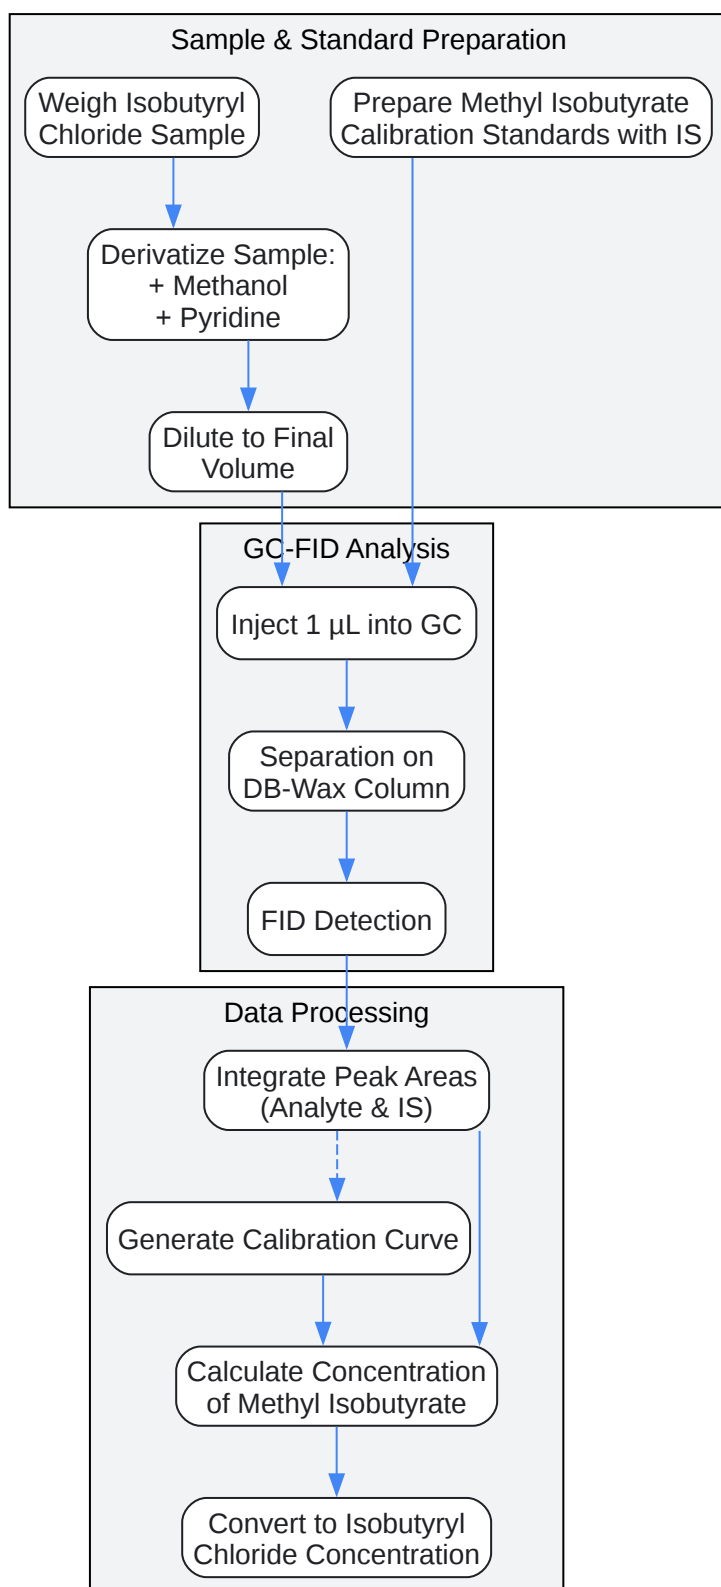 Sample & Standard Preparation
Weigh Isobutyryl
Chloride Sample
Prepare Methyl Isobutyrate
Calibration Standards with IS
Derivatize Sample:
+ Methanol
+ Pyridine
Dilute to Final
Volume
GC-FID Analysis
Inject 1 µL into GC
Separation on
DB-Wax Column
FID Detection
Data Processing
Integrate Peak Areas
(Analyte & IS)
Generate Calibration Curve
Calculate Concentration
of Methyl Isobutyrate
Convert to Isobutyryl
Chloride Concentration